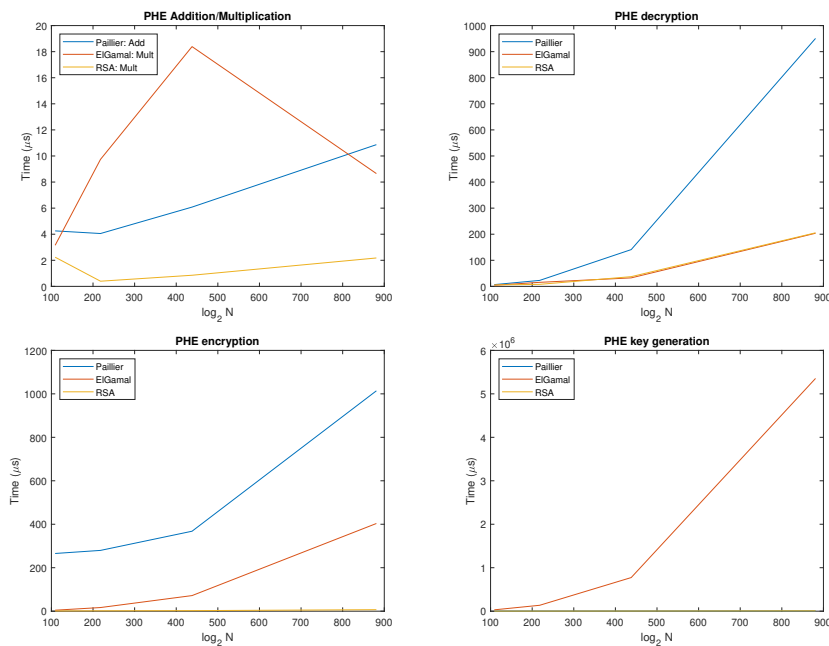 PHE Addition/Multiplication
20
18
16
14
12
10
8
6
4
2
0
Time (μs)
Paillier: Add
ElGamal: Mult
RSA: Mult
100 200 300 400 500 600 700 800 900
log2 N
PHE decryption
1000
900
800
700
600
500
400
300
200
100
0
Time (μs)
Paillier
ElGamal
RSA
100 200 300 400 500 600 700 800 900
log2 N
PHE encryption
1200
1000
800
600
400
200
0
Time (μs)
Paillier
ElGamal
RSA
100 200 300 400 500 600 700 800 900
log2 N
PHE key generation
×10^6
6
5
4
3
2
1
0
Time (μs)
Paillier
ElGamal
RSA
100 200 300 400 500 600 700 800 900
log2 N